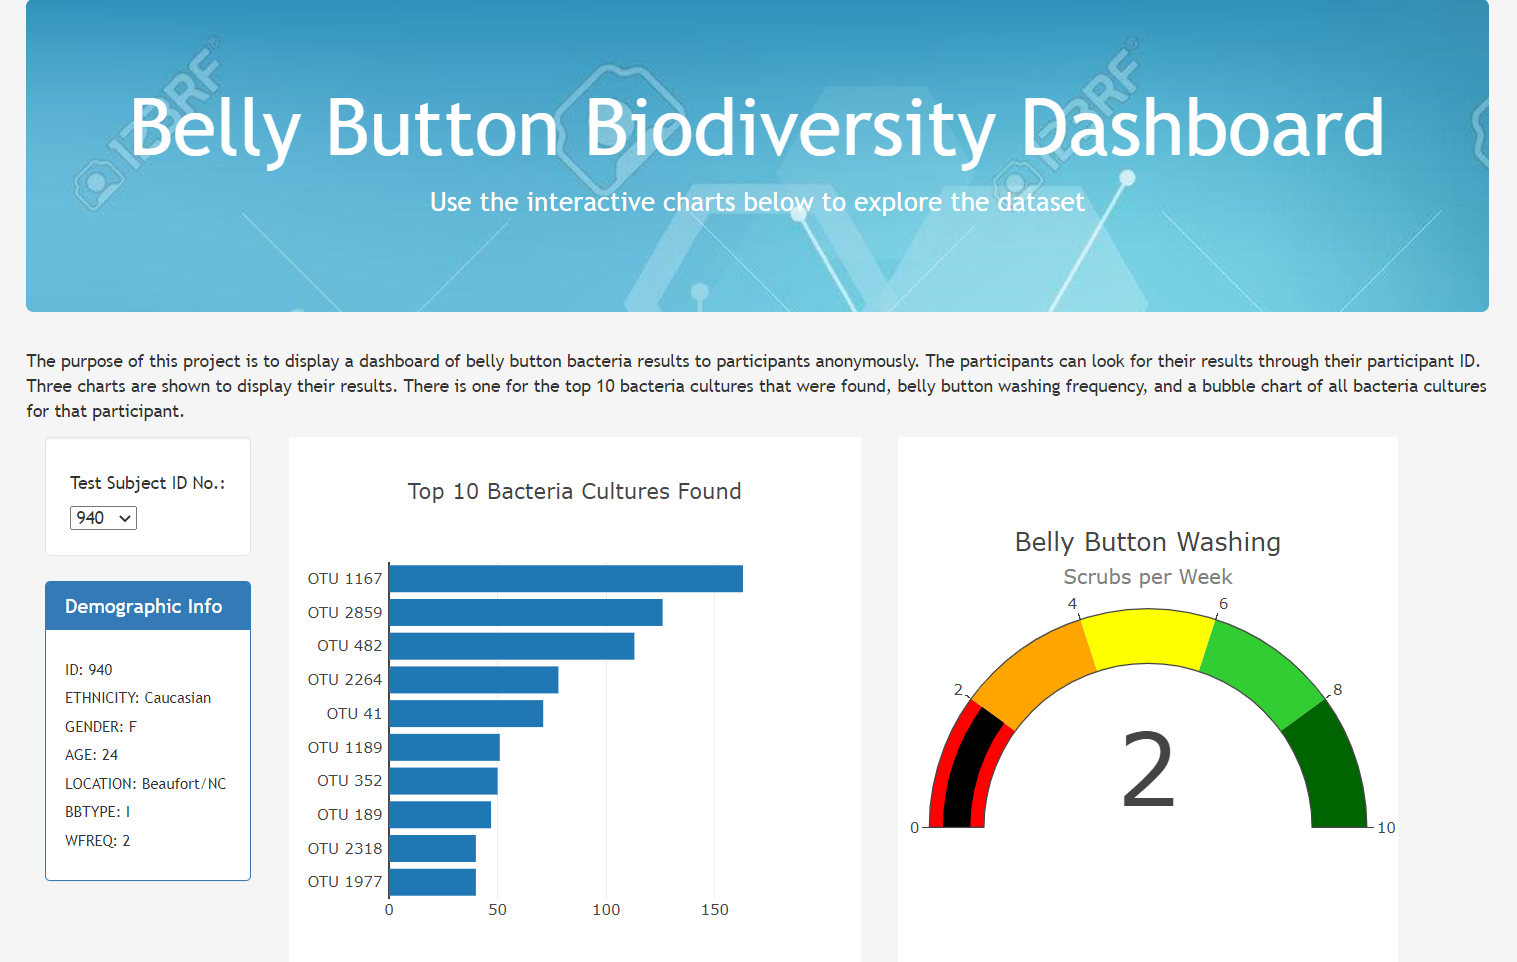 Belly Button Biodiversity Dashboard
Use the interactive charts below to explore the dataset
123RF
123RF
The purpose of this project is to display a dashboard of belly button bacteria results to participants anonymously. The participants can look for their results through their participant ID.
Three charts are shown to display their results. There is one for the top 10 bacteria cultures that were found, belly button washing frequency, and a bubble chart of all bacteria cultures
for that participant.
Test Subject ID No.:
940
Demographic Info
ID: 940
ETHNICITY: Caucasian
GENDER: F
AGE: 24
LOCATION: Beaufort/NC
BBTYPE: I
WFREQ: 2
Top 10 Bacteria Cultures Found
OTU 1167
OTU 2859
OTU 482
OTU 2264
OTU 41
OTU 1189
OTU 352
OTU 189
OTU 2318
OTU 1977
0 50 100 150
Belly Button Washing
Scrubs per Week
4 6
2 8
2
0 10